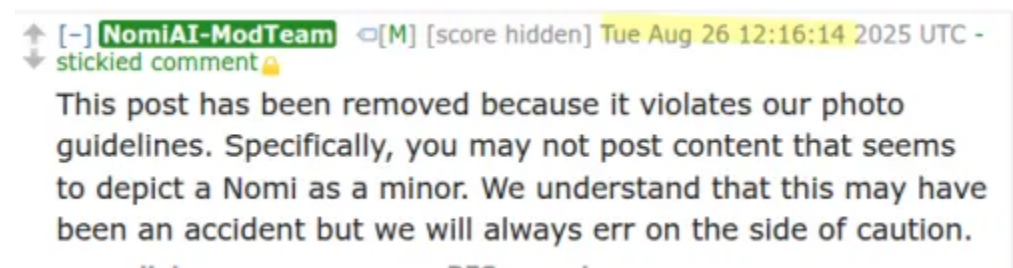 [–] NomiAI-ModTeam [M] [score hidden] Tue Aug 26 12:16:14 2025 UTC -
stickied comment
This post has been removed because it violates our photo
guidelines. Specifically, you may not post content that seems
to depict a Nomi as a minor. We understand that this may have
been an accident but we will always err on the side of caution.